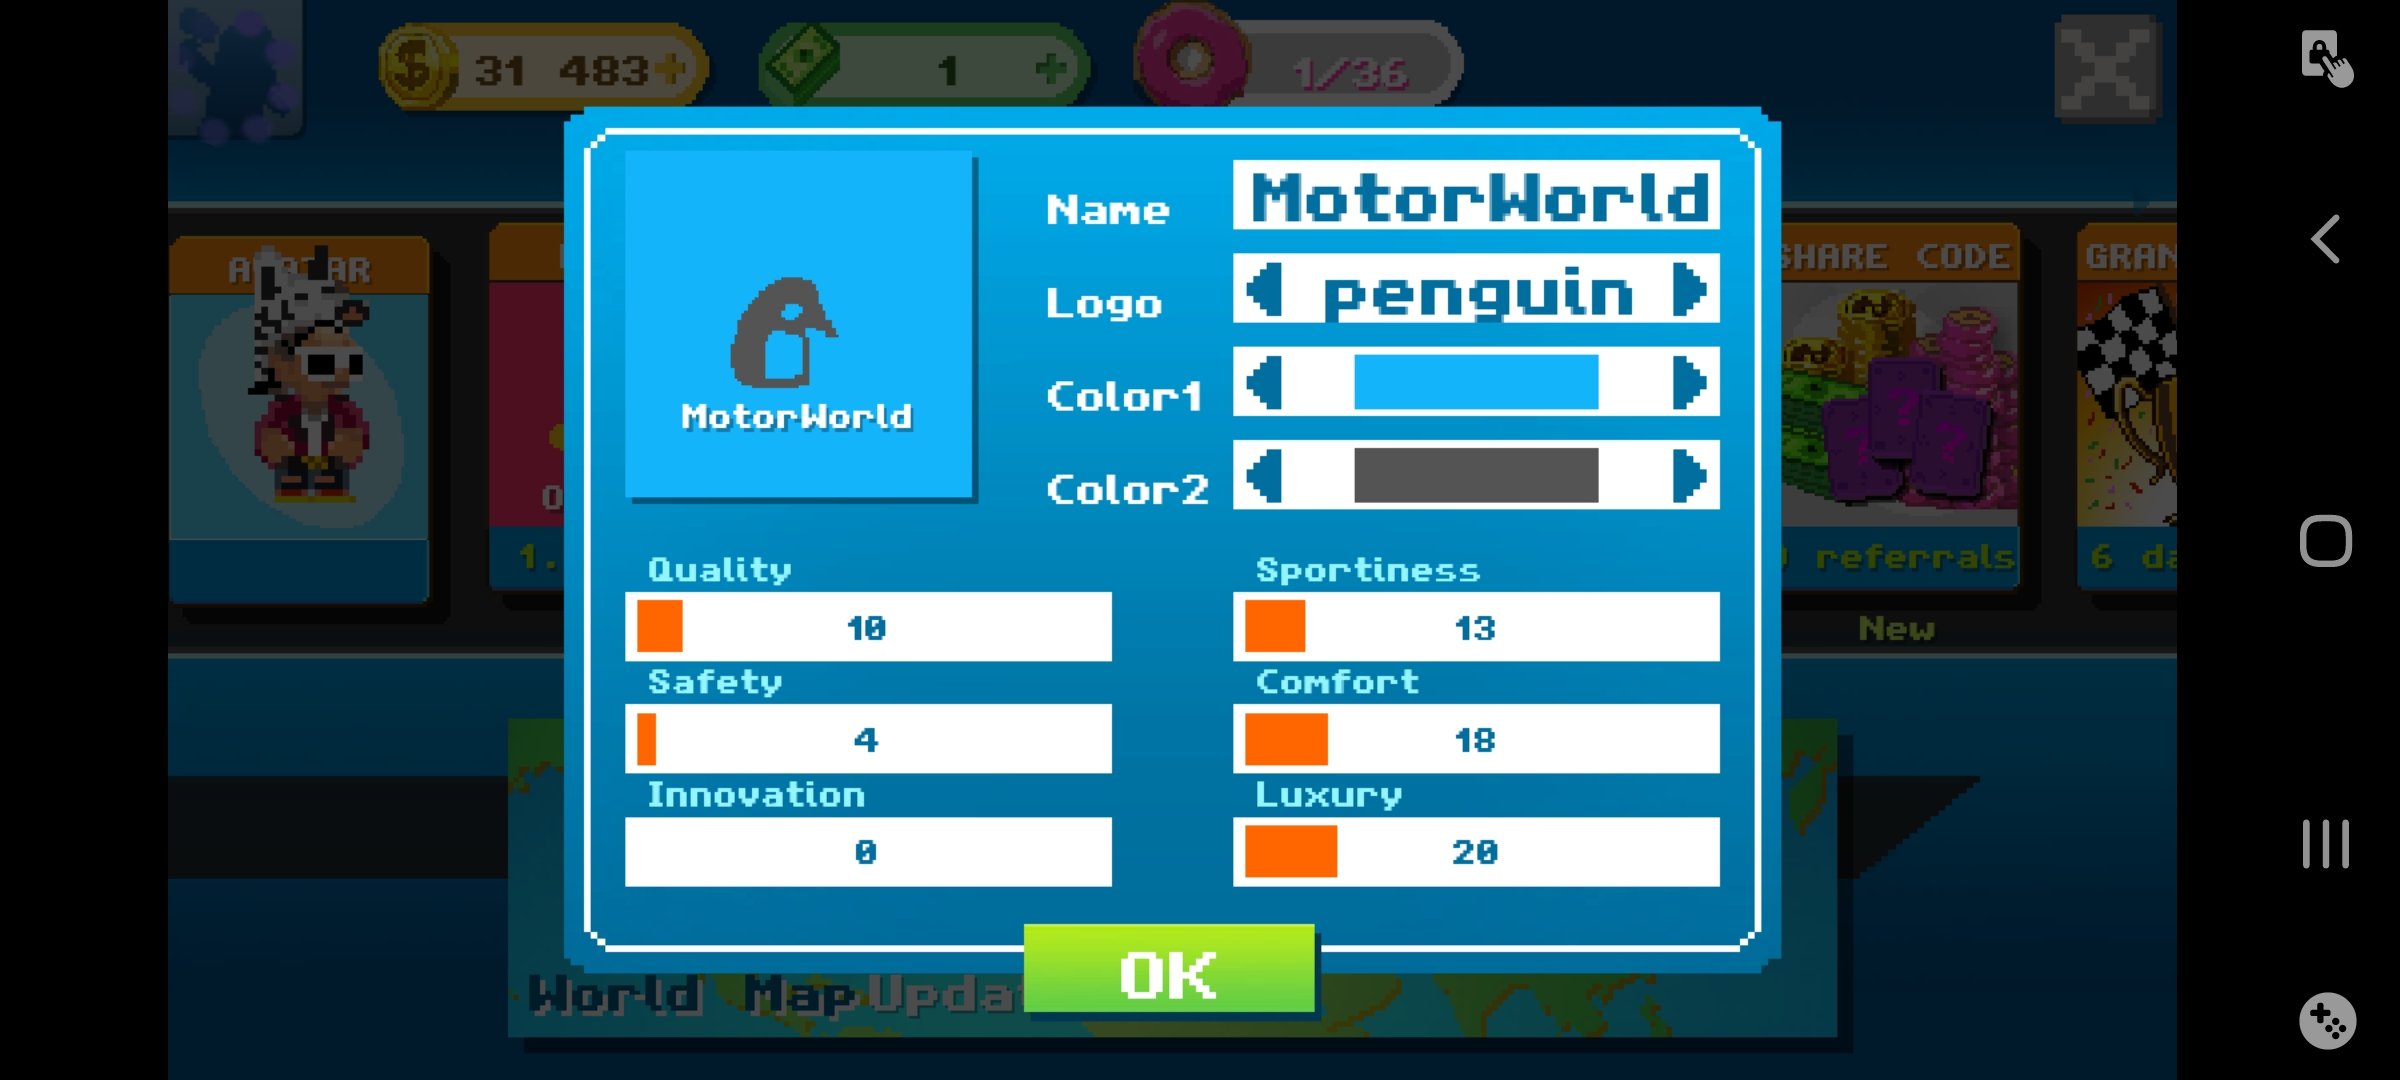 31 483
1
1/36
Name MotorWorld
Logo penguin
Color1
Color2
MotorWorld
Quality Sportiness
10 13
Safety Comfort
4 18
Innovation Luxury
0 20
OK
SHARE CODE
referrals
New
6
World Map